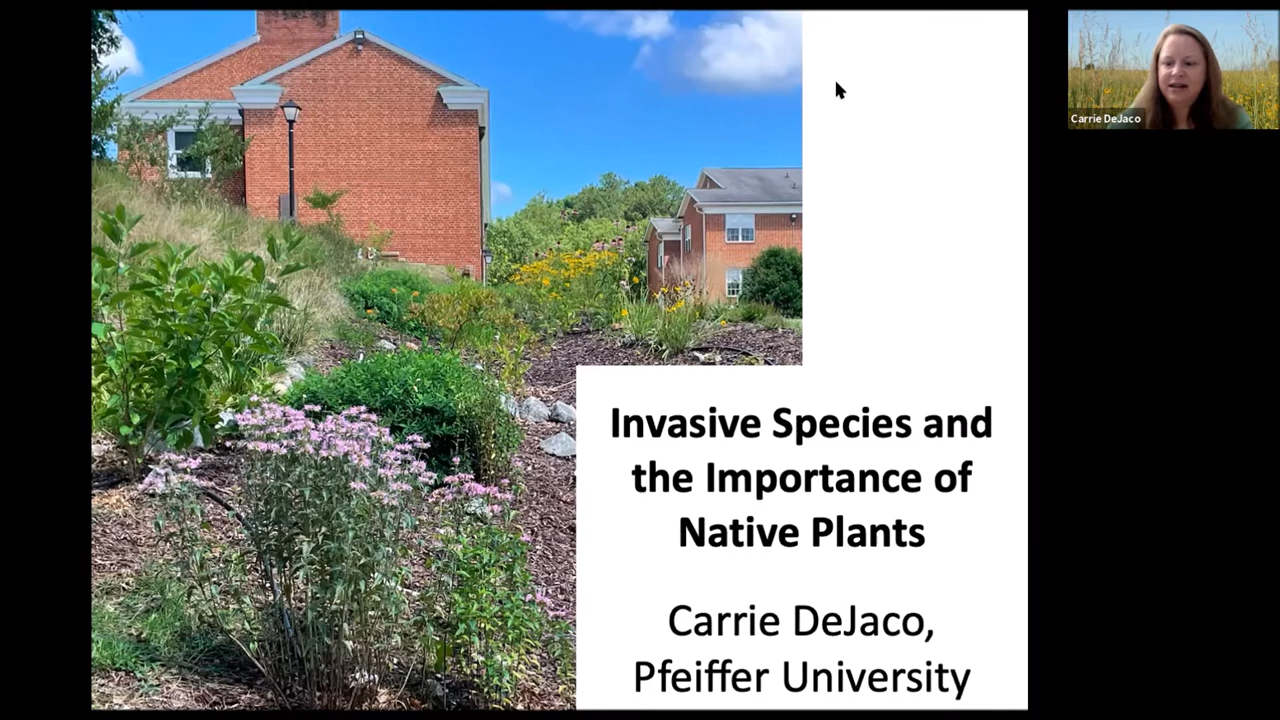 Carrie DeJaco
Invasive Species and
the Importance of
Native Plants
Carrie DeJaco,
Pfeiffer University